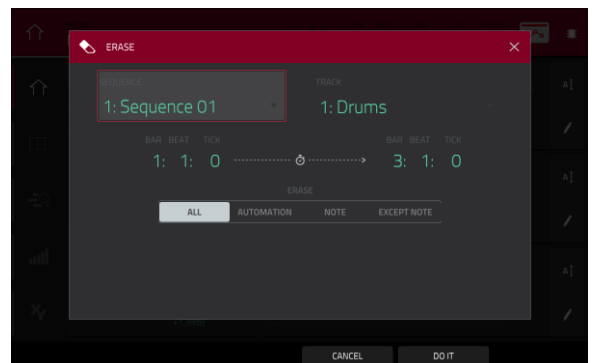 ERASE
SEQUENCE TRACK
1: Sequence 01 1: Drums
BAR BEAT TICK BAR BEAT TICK
1: 1: 0 3: 1: 0
ERASE
ALL AUTOMATION NOTE EXCEPT NOTE
CANCEL DO IT